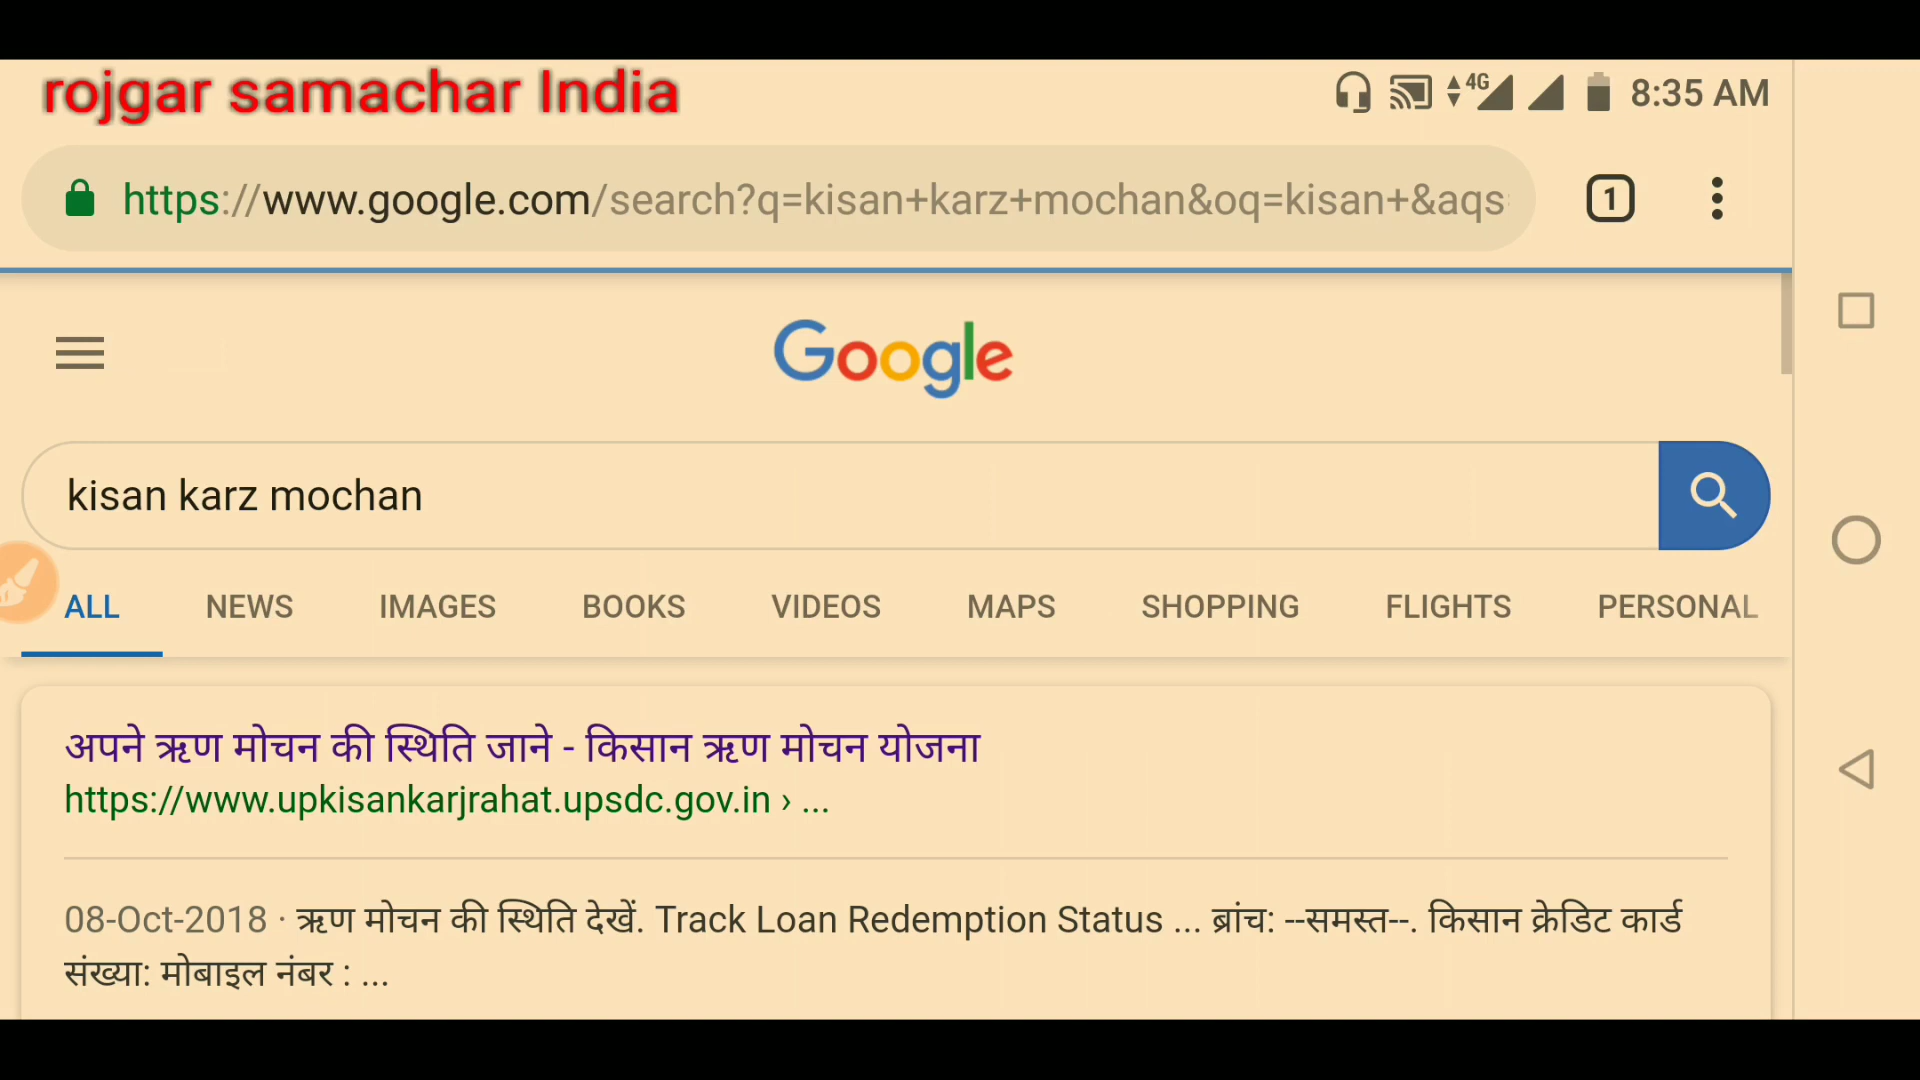 rojgar samachar India
4G
8:35 AM
https://www.google.com/search?q=kisan+karz+mochan&oq=kisan+&aqs
1
Google
kisan karz mochan
ALL NEWS IMAGES BOOKS VIDEOS MAPS SHOPPING FLIGHTS PERSONAL
अपने ऋण मोचन की स्थिति जाने - किसान ऋण मोचन योजना
https://www.upkisankarjrahat.upsdc.gov.in › ...
08-Oct-2018 · ऋण मोचन की स्थिति देखें. Track Loan Redemption Status ... ब्रांच: --समस्त--. किसान क्रेडिट कार्ड
संख्या: मोबाइल नंबर : ...